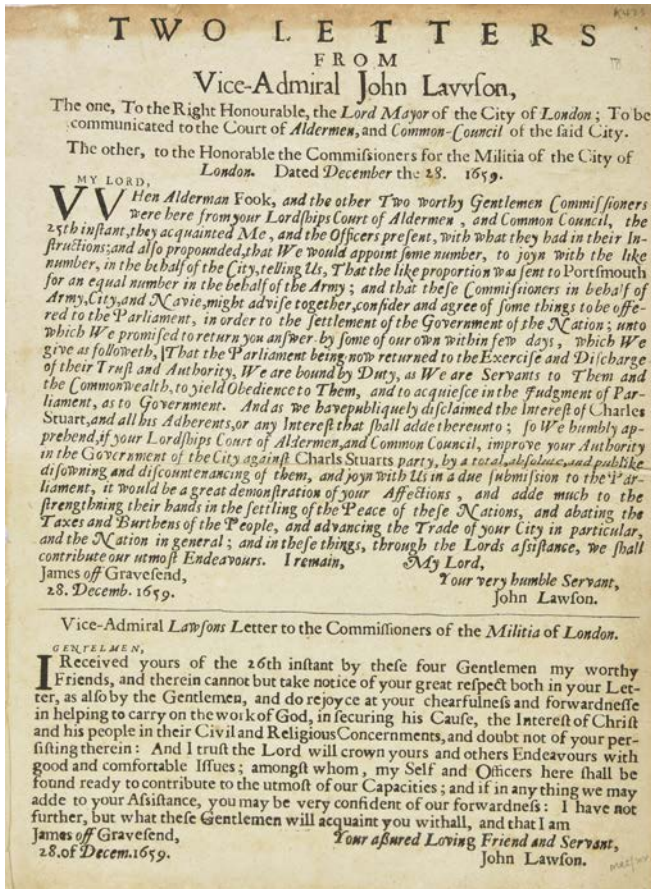 TWO LETTERS
FROM
Vice-Admiral John Lavvson,
The one, To the Right Honourable, the Lord Mayor of the City of London; To be
communicated to the Court of Aldermen, and Common-Council of the said City.
The other, to the Honorable the Commissioners for the Militia of the City of
London. Dated December the 28. 1659.
MY LORD,
VVHen Alderman Fook, and the other Two worthy Gentlemen Commissioners
were here from your Lordships Court of Aldermen, and Common Council, the
25th instant, they acquainted Me, and the Officers present, with what they had in their In-
structions; and also propounded, that We would appoint some number, to joyn with the like
number, in the behalf of the City, telling Us, That the like proportion was sent to Portsmouth
for an equal number in the behalf of the Army; and that these Commissioners in behalf of
Army, City, and Navie, might advise together, consider and agree of some things to be offe-
red to the Parliament, in order to the settlement of the Government of the Nation; unto
which We promised to return you answer by some of our own within few days, which We
give as followeth, That the Parliament being now returned to the Exercise and Discharge
of their Trust and Authority, We are bound by Duty, as We are Servants to Them and
the Commonwealth, to yield Obedience to Them, and to acquiesce in the Judgment of Par-
liament, as to Government. And as we have publiquely disclaimed the Interest of Charles
Stuart, and all his Adherents, or any Interest that shall adde thereunto; so We humbly ap-
prehend, if your Lordships Court of Aldermen, and Common Council, improve your Authority
in the Government of the City against Charls Stuarts party, by a total, absolute, and publike
disowning and discountenancing of them, and joyn with Us in a due submission to the Par-
liament, it would be a great demonstration of your Affections, and adde much to the
strengthning their hands in the settling of the Peace of these Nations, and abating the
Taxes and Burthens of the People, and advancing the Trade of your City in particular,
and the Nation in general; and in these things, through the Lords assistance, we shall
contribute our utmost Endeavours. I remain, My Lord,
James off Gravesend, Your very humble Servant,
28. Decemb. 1659. John Lawson.
Vice-Admiral Lawsons Letter to the Commissioners of the Militia of London.
GENTELMEN,
I Received yours of the 26th instant by these four Gentlemen my worthy
Friends, and therein cannot but take notice of your great respect both in your Let-
ter, as also by the Gentlemen, and do rejoyce at your chearfulness and forwardnesse
in helping to carry on the work of God, in securing his Cause, the Interest of Christ
and his people in their Civil and Religious Concernments, and doubt not of your per-
sisting therein: And I trust the Lord will crown yours and others Endeavours with
good and comfortable Issues; amongst whom, my Self and Officers here shall be
found ready to contribute to the utmost of our Capacities; and if in any thing we may
adde to your Assistance, you may be very confident of our forwardness: I have not
further, but what these Gentlemen will acquaint you withall, and that I am
James off Gravesend, Your assured Loving Friend and Servant,
28. of Decem. 1659. John Lawson.